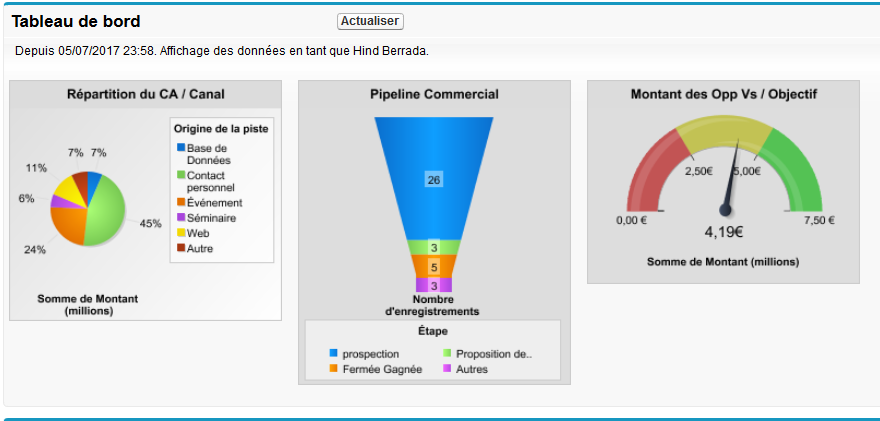 Tableau de bord
Actualiser
Depuis 05/07/2017 23:58. Affichage des données en tant que Hind Berrada.
Répartition du CA / Canal
7% 7%
11%
6%
24%
45%
Origine de la piste
Base de
Données
Contact
personnel
Événement
Séminaire
Web
Autre
Somme de Montant
(millions)
Pipeline Commercial
26
3
5
3
Nombre
d'enregistrements
Étape
prospection
Proposition de..
Fermée Gagnée
Autres
Montant des Opp Vs / Objectif
2,50€
5,00€
0,00 €
7,50 €
4,19€
Somme de Montant (millions)